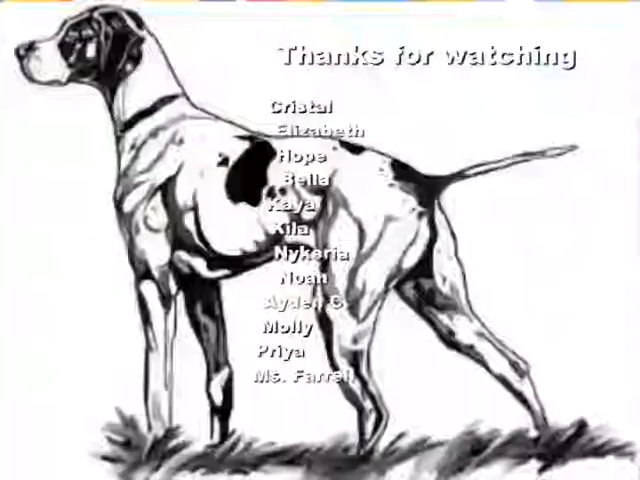 Thanks for watching
Cristal
Elizabeth
Hope
Bella
Kaya
Kila
Nykeria
Noah
Ayden C.
Molly
Priya
Ms. Farrell